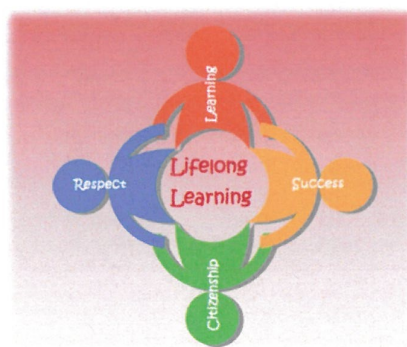 Learning
Lifelong
Learning
Respect
Success
Citizenship